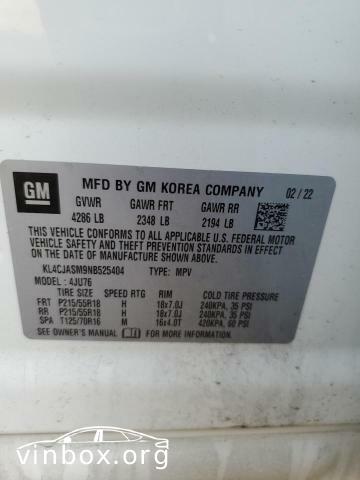 GM
MFD BY GM KOREA COMPANY 02/22
GVWR GAWR FRT GAWR RR
4286 LB 2348 LB 2194 LB
THIS VEHICLE CONFORMS TO ALL APPLICABLE U.S. FEDERAL MOTOR
VEHICLE SAFETY, BUMPER, AND THEFT PREVENTION STANDARDS IN
EFFECT ON THE DATE OF MANUFACTURE SHOWN ABOVE.
KL4CJASM9NB525404 TYPE: MPV
MODEL: 4JU76
TIRE SIZE SPEED RTG RIM COLD TIRE PRESSURE
FRT P215/55R18 H 18x7.0J 240KPA, 35 PSI
RR P215/55R18 H 18x7.0J 240KPA, 35 PSI
SPA T125/70R16 M 16x4.0T 420KPA, 60 PSI
SEE OWNER'S MANUAL FOR ADDITIONAL INFORMATION.
vinbox.org